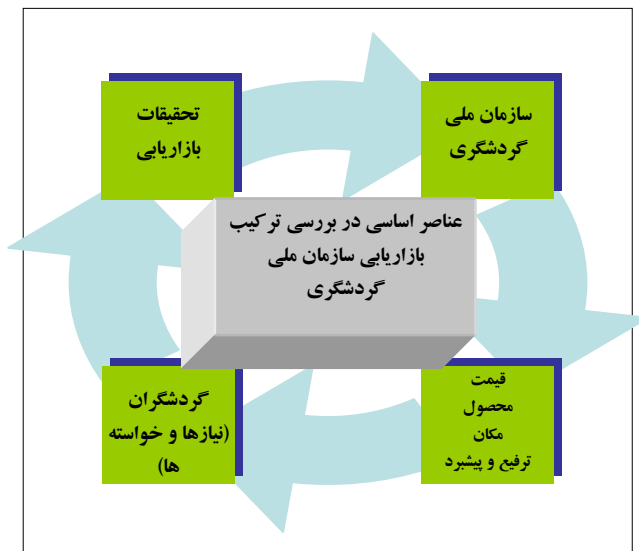 سازمان ملی
گردشگری
تحقیقات
بازاریابی
عناصر اساسی در بررسی ترکیب
بازاریابی سازمان ملی
گردشگری
قیمت
محصول
مکان
ترفیع و پیشبرد
گردشگران
(نیازها و خواسته
ها)